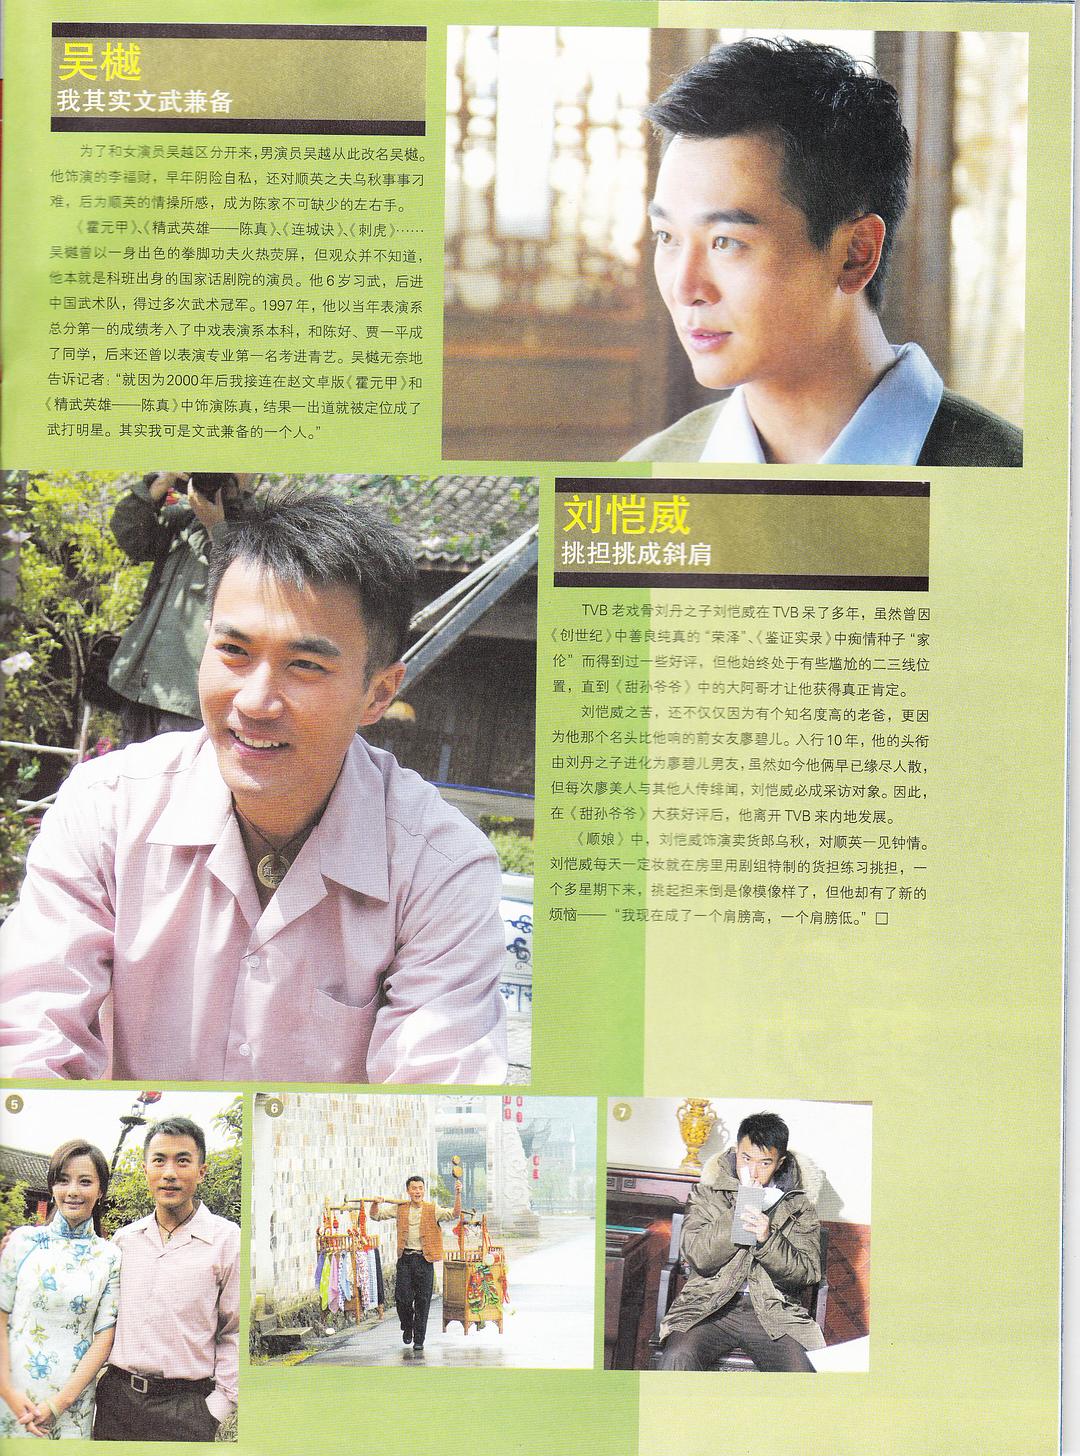 吴樾
我其实文武兼备
为了和女演员吴越区分开来,男演员吴越从此改名吴樾。
他饰演的李福财，早年阴险自私，还对顺英之夫乌秋事事刁
难，后为顺英的情操所感，成为陈家不可缺少的左右手。
《霍元甲》、《精武英雄——陈真》、《连城诀》、《刺虎》……
吴樾曾以一身出色的拳脚功夫火热荧屏，但观众并不知道，
他本就是科班出身的国家话剧院的演员。他6岁习武，后进
中国武术队，得过多次武术冠军。1997年，他以当年表演系
总分第一的成绩考入了中戏表演系本科，和陈好、贾一平成
了同学，后来还曾以表演专业第一名考进青艺。吴樾无奈地
告诉记者：“就因为2000年后我接连在赵文卓版《霍元甲》和
《精武英雄——陈真》中饰演陈真，结果一出道就被定位成了
武打明星。其实我可是文武兼备的一个人。”
刘恺威
挑担挑成斜肩
TVB老戏骨刘丹之子刘恺威在TVB呆了多年，虽然曾因
《创世纪》中善良纯真的“荣泽”、《鉴证实录》中痴情种子“家
伦”而得到过一些好评，但他始终处于有些尴尬的二三线位
置，直到《甜孙爷爷》中的大阿哥才让他获得真正肯定。
刘恺威之苦，还不仅仅因为有个知名度高的老爸，更因
为他那个名头比他响的前女友廖碧儿。入行10年，他的头衔
由刘丹之子进化为廖碧儿男友，虽然如今他俩早已缘尽人散，
但每次廖美人与其他人传绯闻，刘恺威必成采访对象。因此，
在《甜孙爷爷》大获好评后，他离开TVB来内地发展。
《顺娘》中，刘恺威饰演卖货郎乌秋，对顺英一见钟情。
刘恺威每天一定妆就在房里用剧组特制的货担练习挑担，一
个多星期下来，挑起担来倒是像模像样了，但他却有了新的
烦恼——“我现在成了一个肩膀高，一个肩膀低。”□
5
6
7